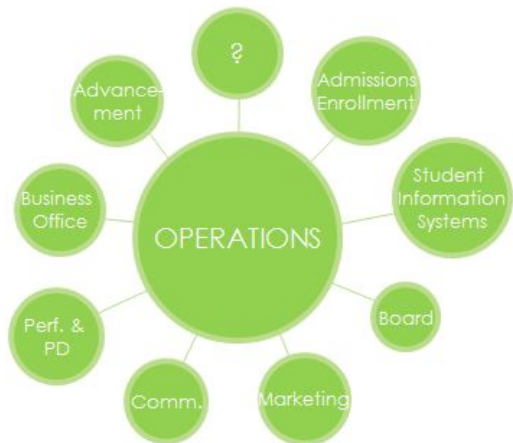 ?
Admissions
Enrollment
Student
Information
Systems
Board
Marketing
Comm.
Perf. &
PD
Business
Office
Advance-
ment
OPERATIONS